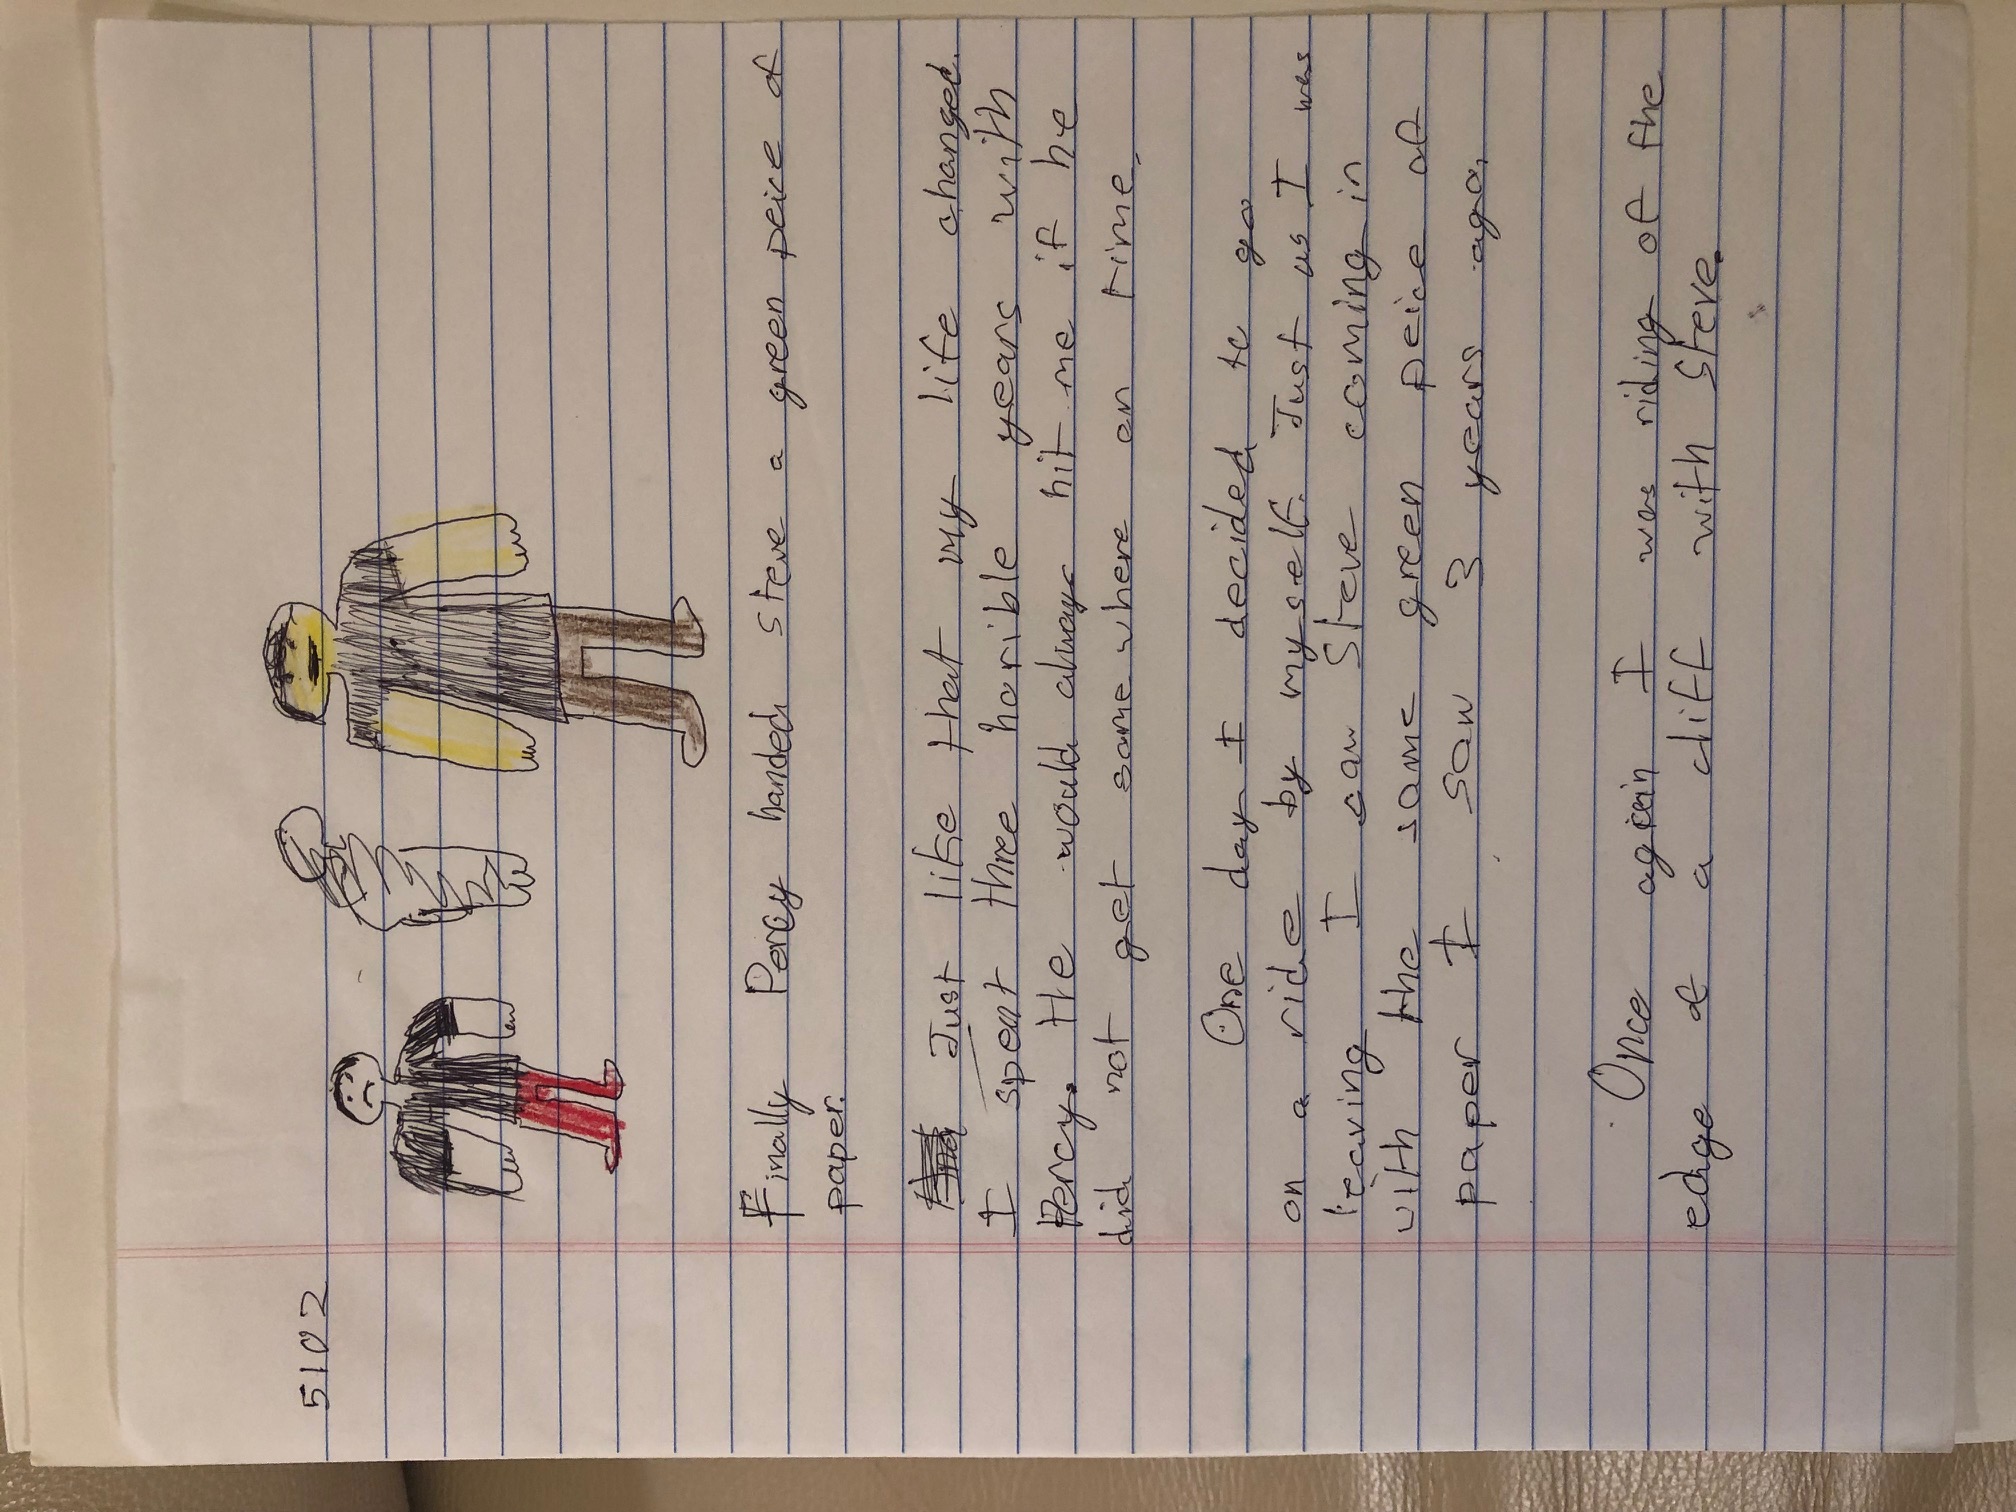 5102
Finally Percy handed Steve a green peice of
paper.
Just like that my life changed.
I spent three horible years with
Percy. He would always hit me if he
did not get some where on time.
One day I decided to go
on a ride by myself. Just as I was
leaving I saw Steve coming in
with the same green peice of
paper I saw 3 years ago.
Once again I was riding of the
edge of a cliff with Steve.